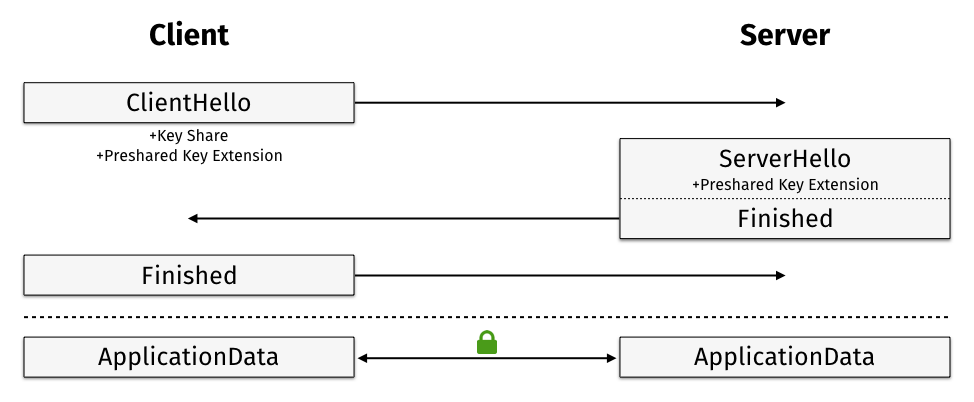 Client
Server
ClientHello
+Key Share
+Preshared Key Extension
ServerHello
+Preshared Key Extension
Finished
Finished
ApplicationData
ApplicationData